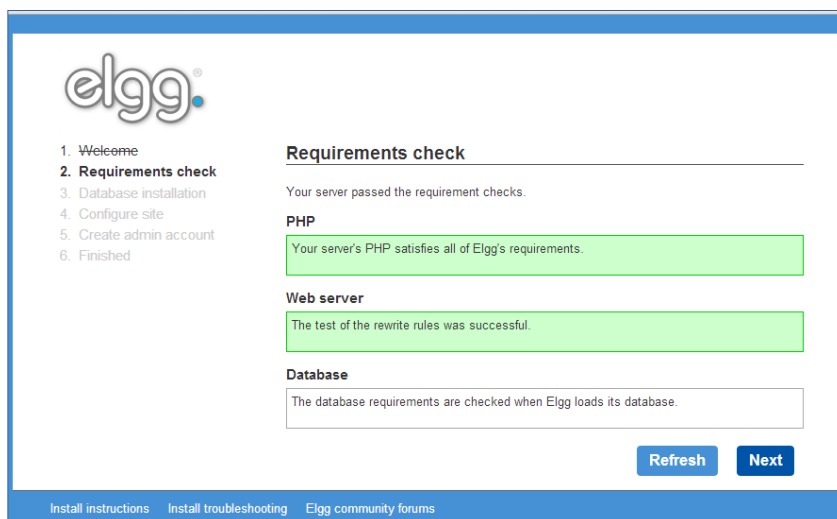 elgg.®
1. Welcome
2. Requirements check
3. Database installation
4. Configure site
5. Create admin account
6. Finished
Requirements check
Your server passed the requirement checks.
PHP
Your server's PHP satisfies all of Elgg's requirements.
Web server
The test of the rewrite rules was successful.
Database
The database requirements are checked when Elgg loads its database.
Refresh Next
Install instructions Install troubleshooting Elgg community forums